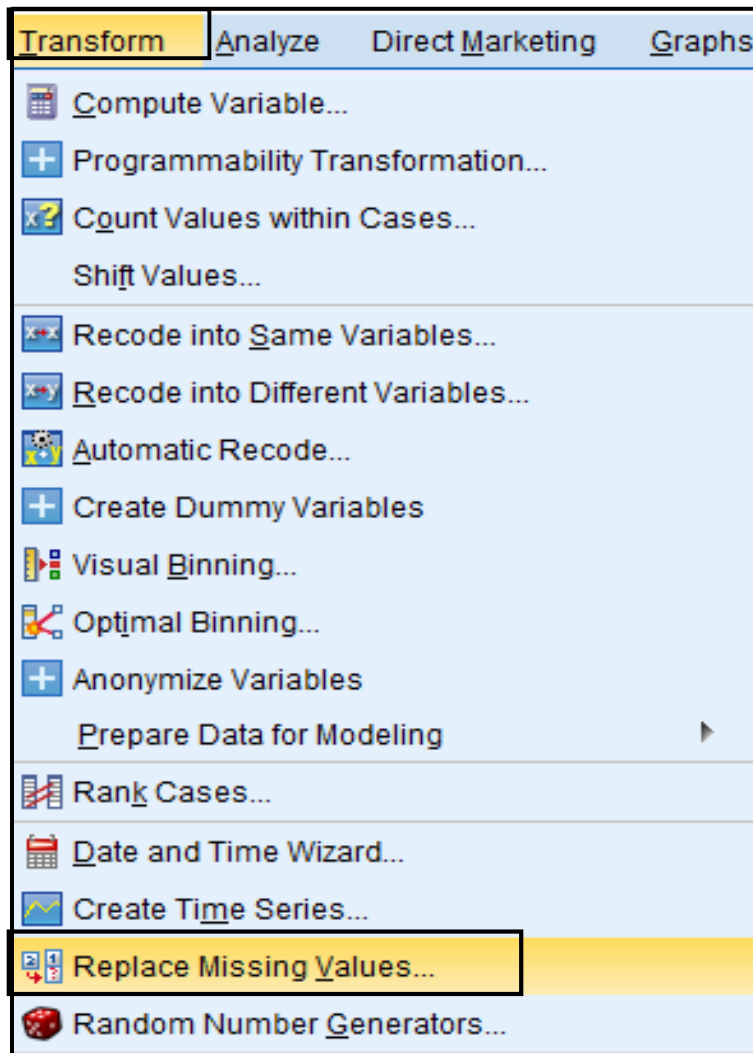 Transform Analyze Direct Marketing Graphs
Compute Variable...
Programmability Transformation...
Count Values within Cases...
Shift Values...
Recode into Same Variables...
Recode into Different Variables...
Automatic Recode...
Create Dummy Variables
Visual Binning...
Optimal Binning...
Anonymize Variables
Prepare Data for Modeling
Rank Cases...
Date and Time Wizard...
Create Time Series...
Replace Missing Values...
Random Number Generators...